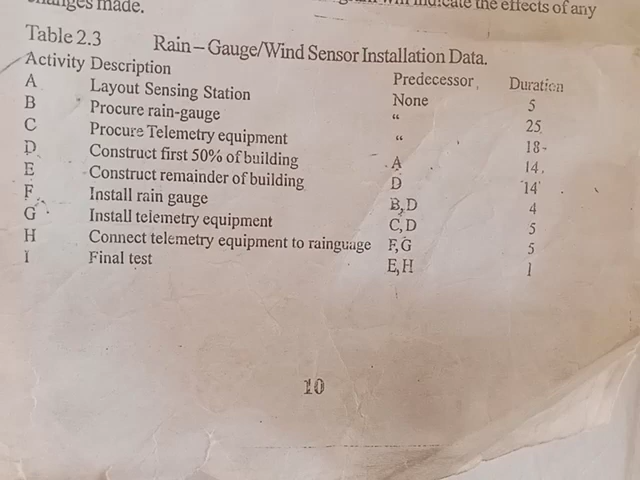 made.
will indicate the effects of any
Table 2.3 Rain – Gauge/Wind Sensor Installation Data.
Activity Description Predecessor Duration
A Layout Sensing Station None 5
B Procure rain-gauge “ 25
C Procure Telemetry equipment “ 18
D Construct first 50% of building A 14
E Construct remainder of building D 14
F Install rain gauge B,D 4
G Install telemetry equipment C,D 5
H Connect telemetry equipment to rainguage F,G 5
I Final test E,H 1
10